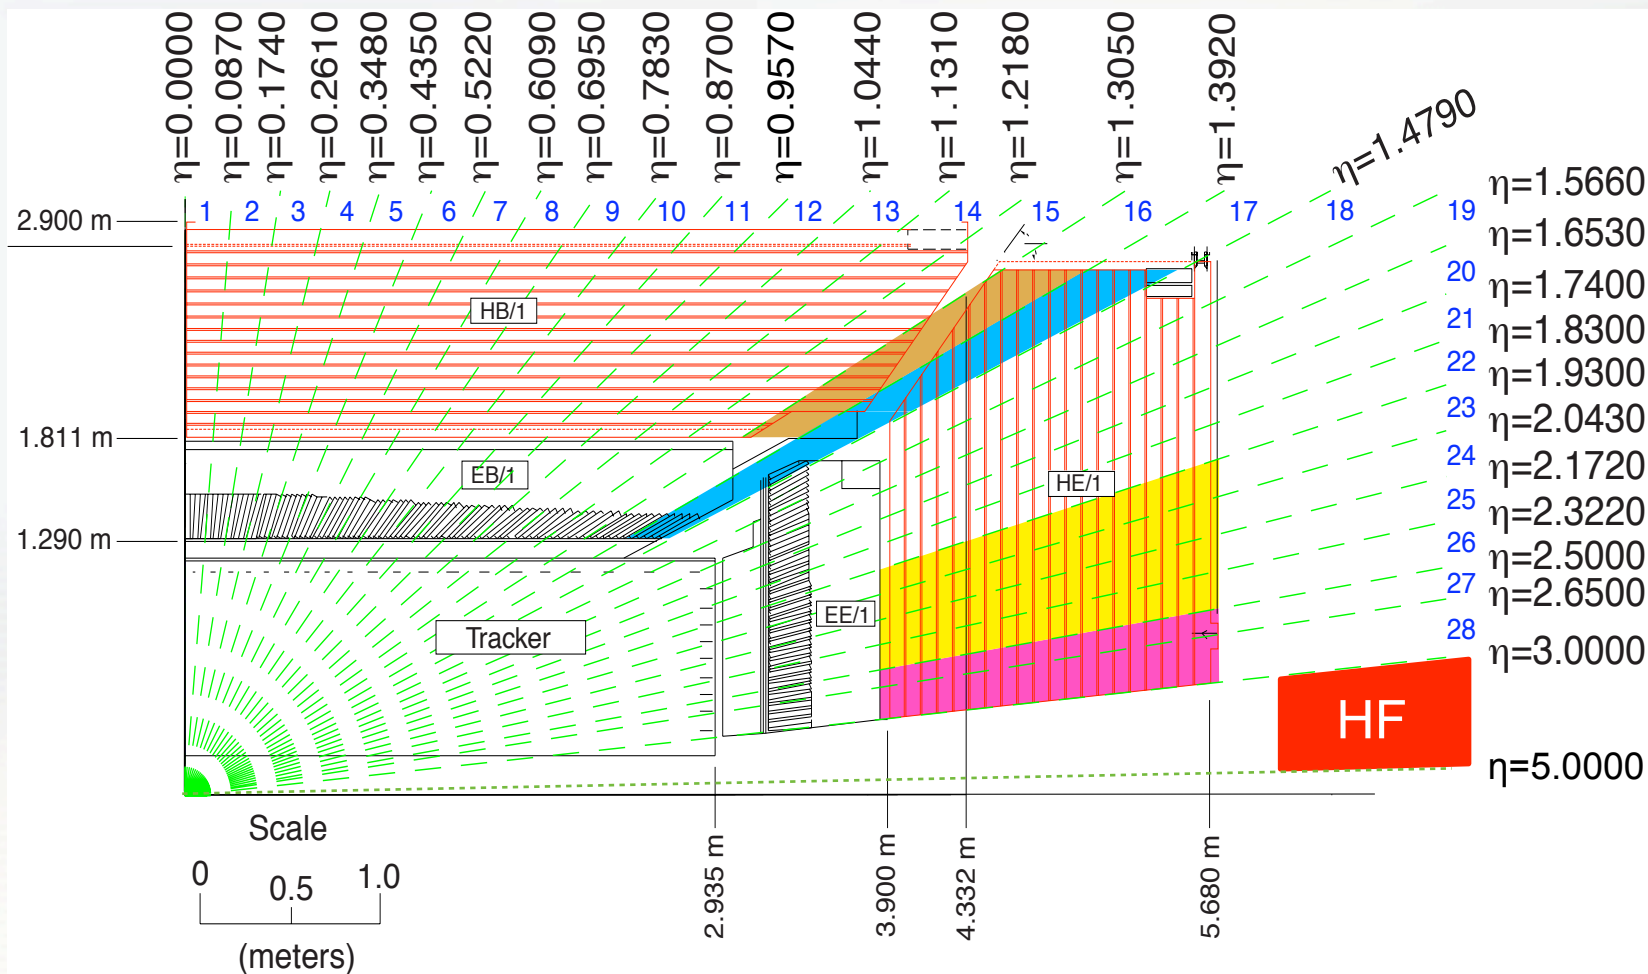 η=0.0000
η=0.0870
η=0.1740
η=0.2610
η=0.3480
η=0.4350
η=0.5220
η=0.6090
η=0.6950
η=0.7830
η=0.8700
η=0.9570
η=1.0440
η=1.1310
η=1.2180
η=1.3050
η=1.3920
η=1.4790
η=1.5660
1 2 3 4 5 6 7 8 9 10 11 12 13 14 15 16 17 18 19
2.900 m
η=1.6530
20
η=1.7400
HB/1
21
η=1.8300
22
η=1.9300
23
η=2.0430
1.811 m
24
η=2.1720
EB/1
HE/1
25
η=2.3220
1.290 m
26
η=2.5000
27
η=2.6500
EE/1
Tracker
28
η=3.0000
HF
η=5.0000
Scale
0 0.5 1.0
(meters)
2.935 m
3.900 m
4.332 m
5.680 m